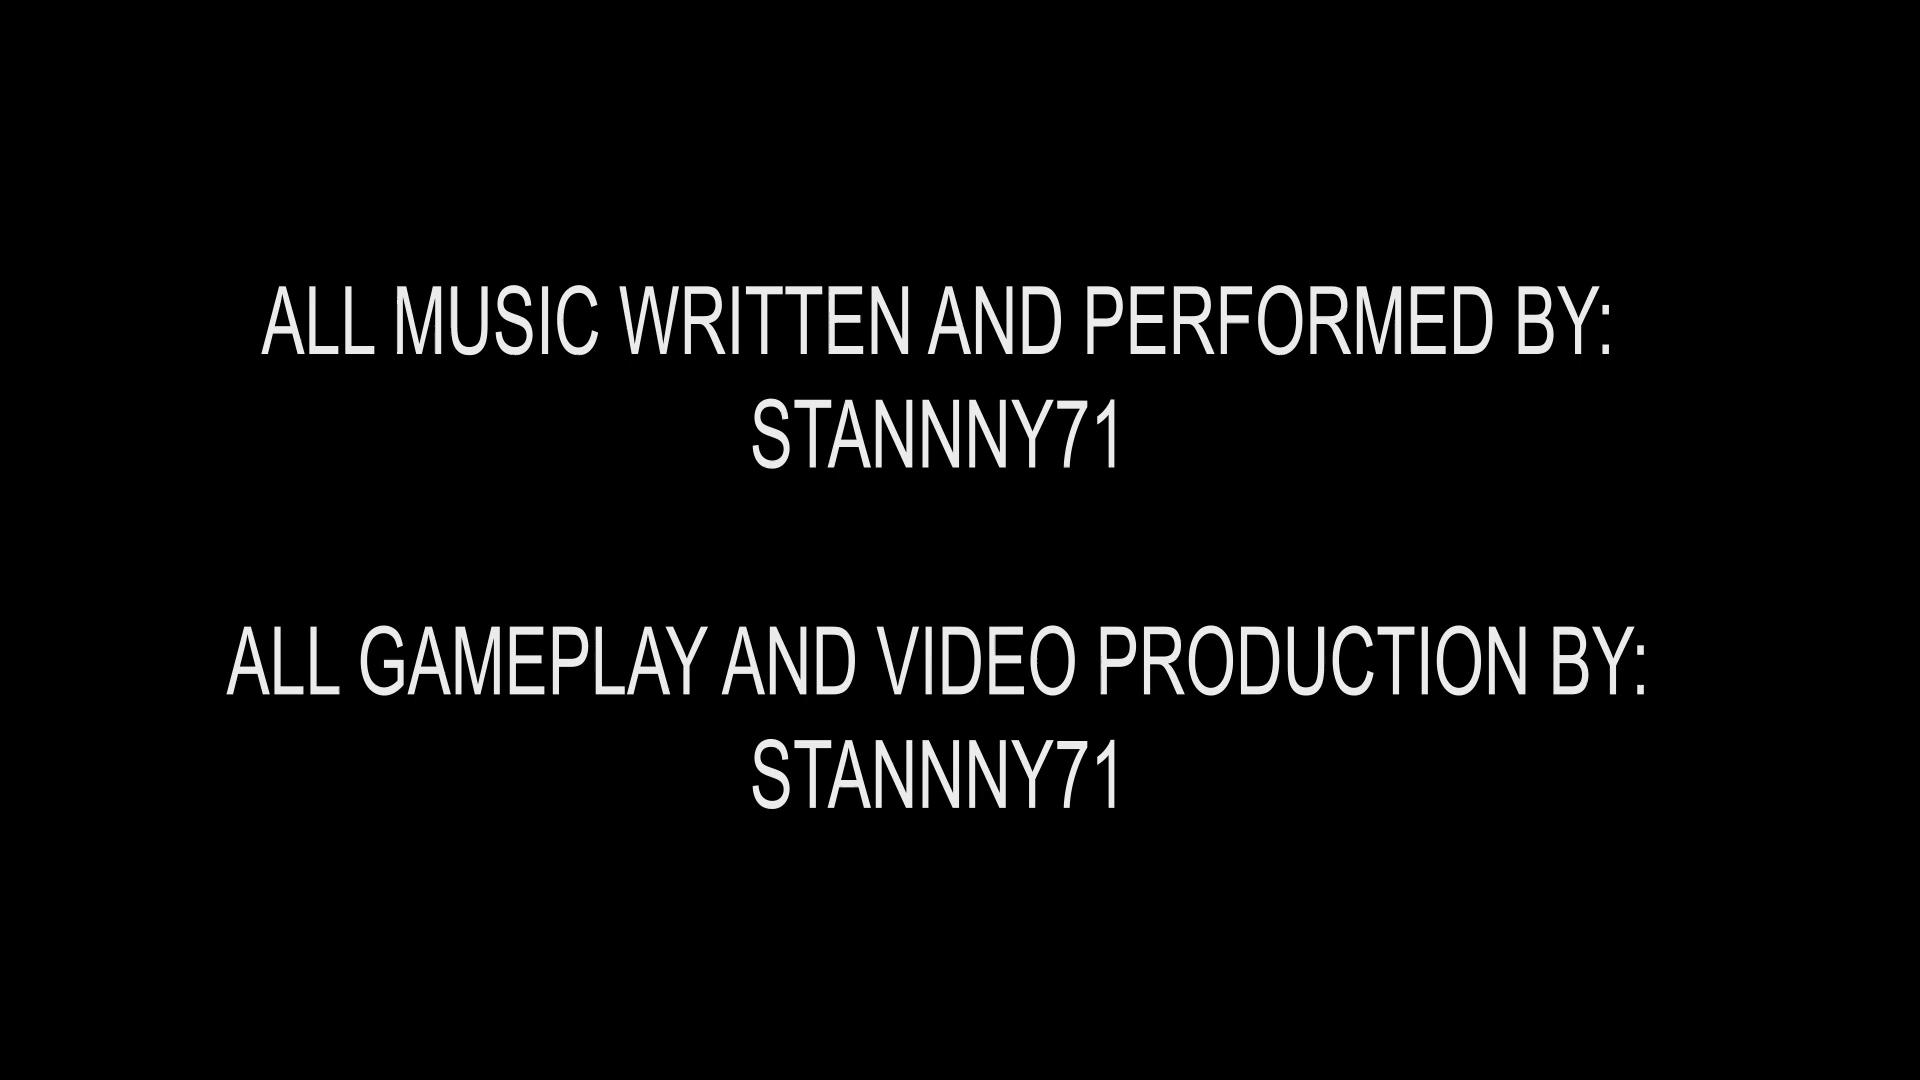 ALL MUSIC WRITTEN AND PERFORMED BY:
STANNNY71
ALL GAMEPLAY AND VIDEO PRODUCTION BY:
STANNNY71